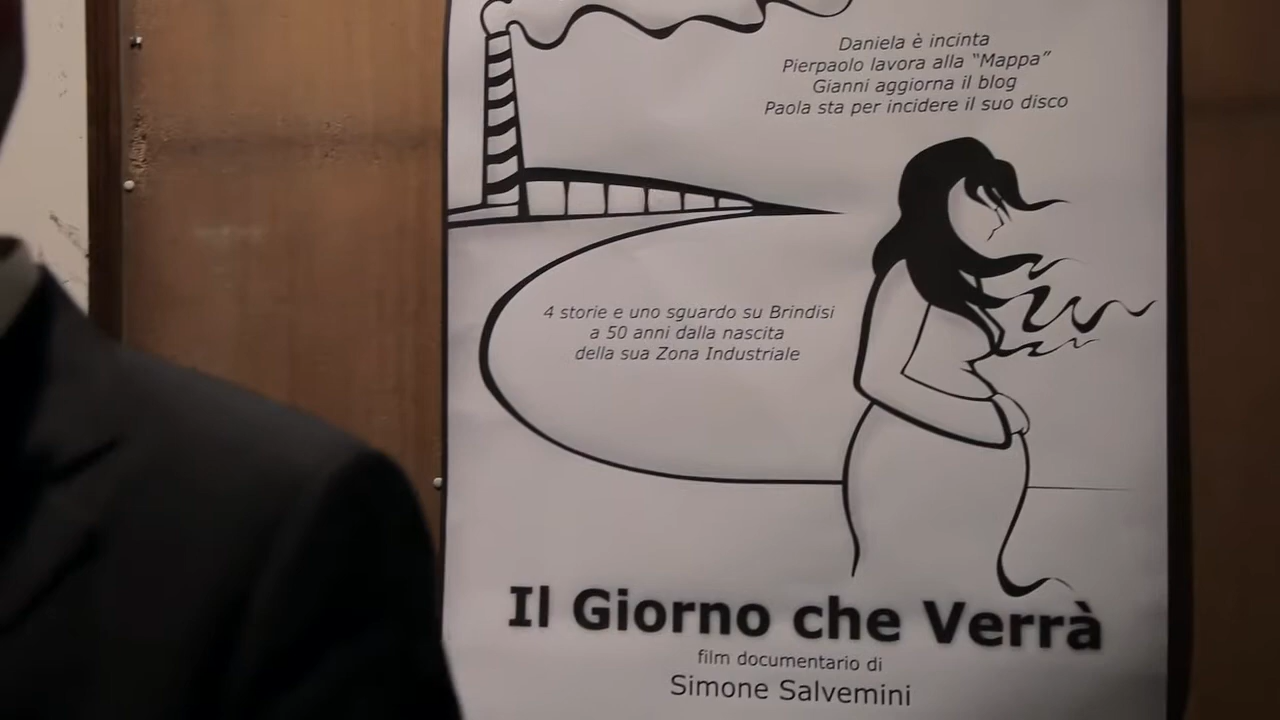 Daniela è incinta
Pierpaolo lavora alla “Mappa”
Gianni aggiorna il blog
Paola sta per incidere il suo disco
4 storie e uno sguardo su Brindisi
a 50 anni dalla nascita
della sua Zona Industriale
Il Giorno che Verrà
film documentario di
Simone Salvemini